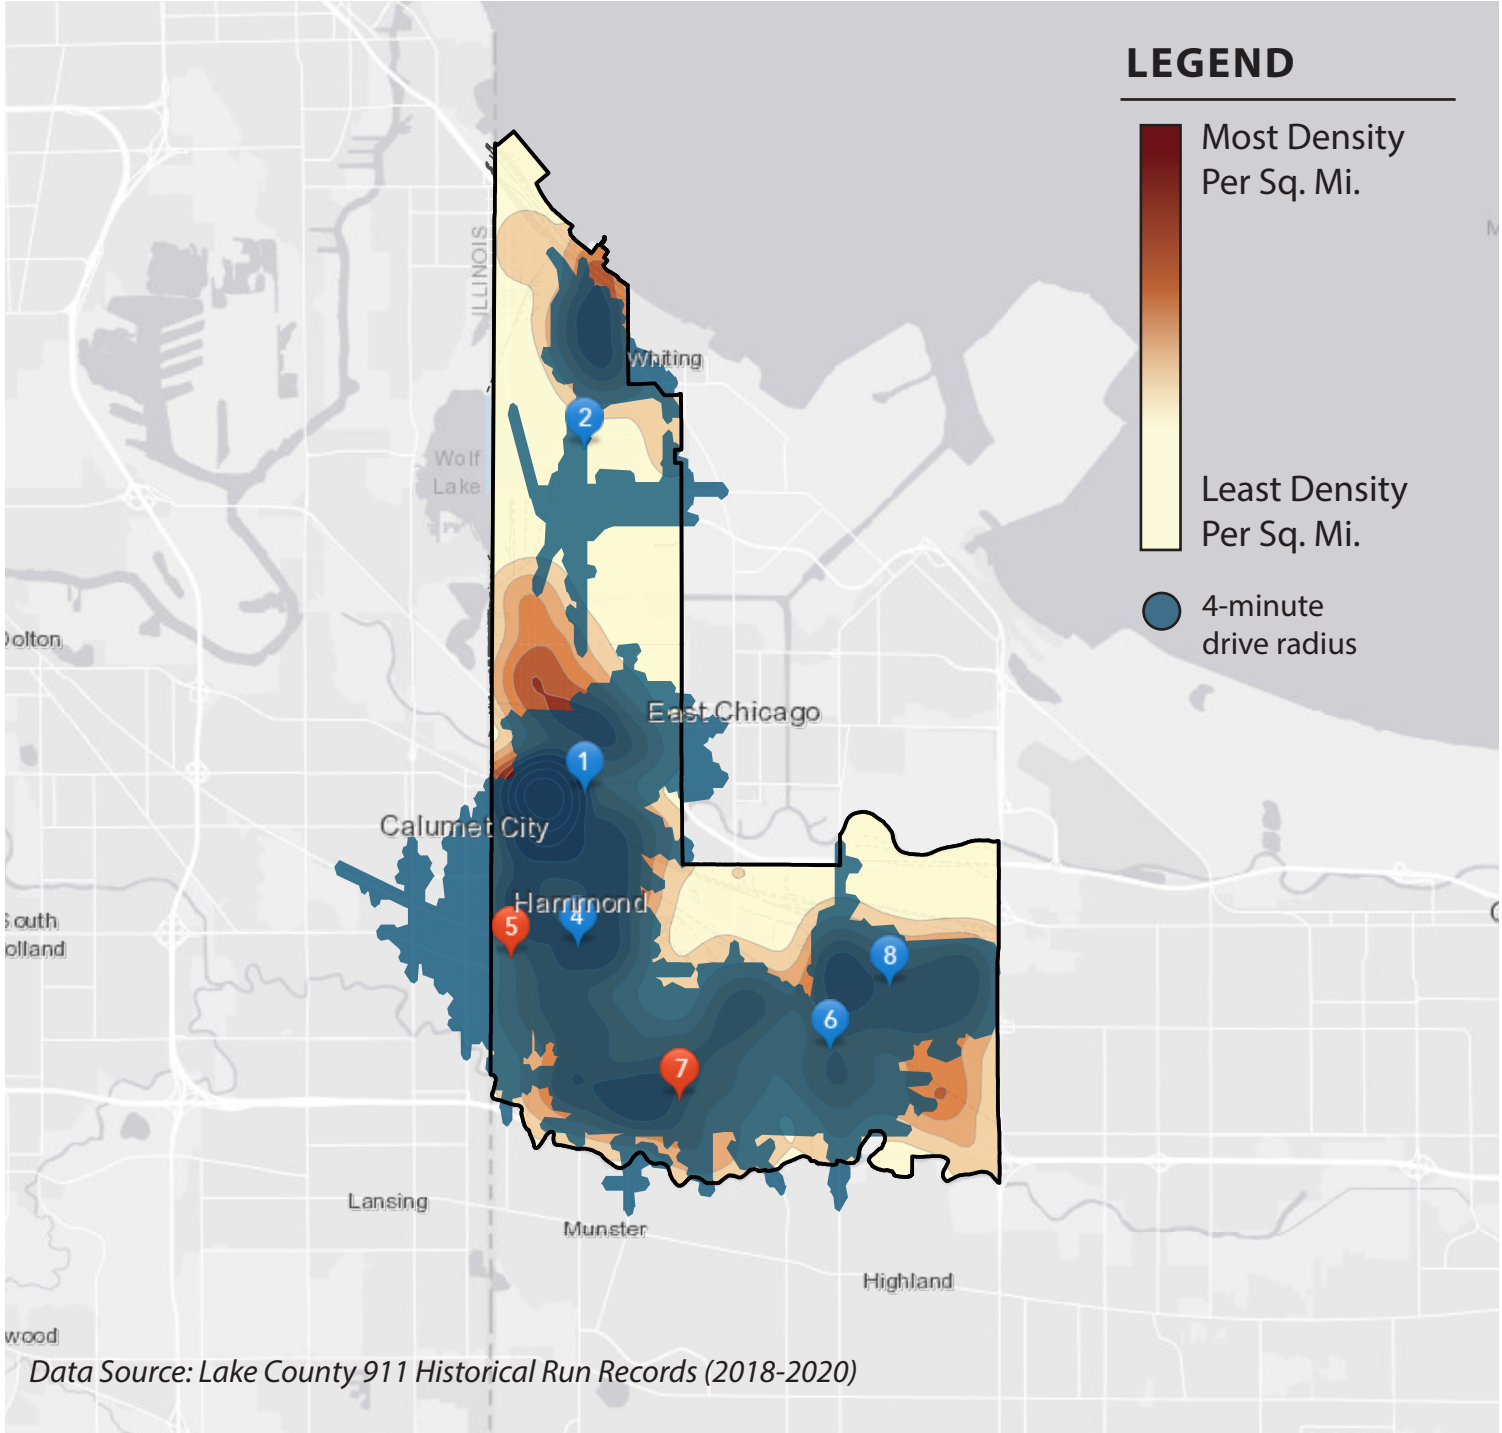 LEGEND
Most Density
Per Sq. Mi.
ILLINOIS
Whiting
2
Wolf
Lake
Least Density
Per Sq. Mi.
4-minute
drive radius
olton
East Chicago
1
Calumet City
Hammond
5
4
South
olland
8
6
7
Lansing
Munster
Highland
wood
Data Source: Lake County 911 Historical Run Records (2018-2020)